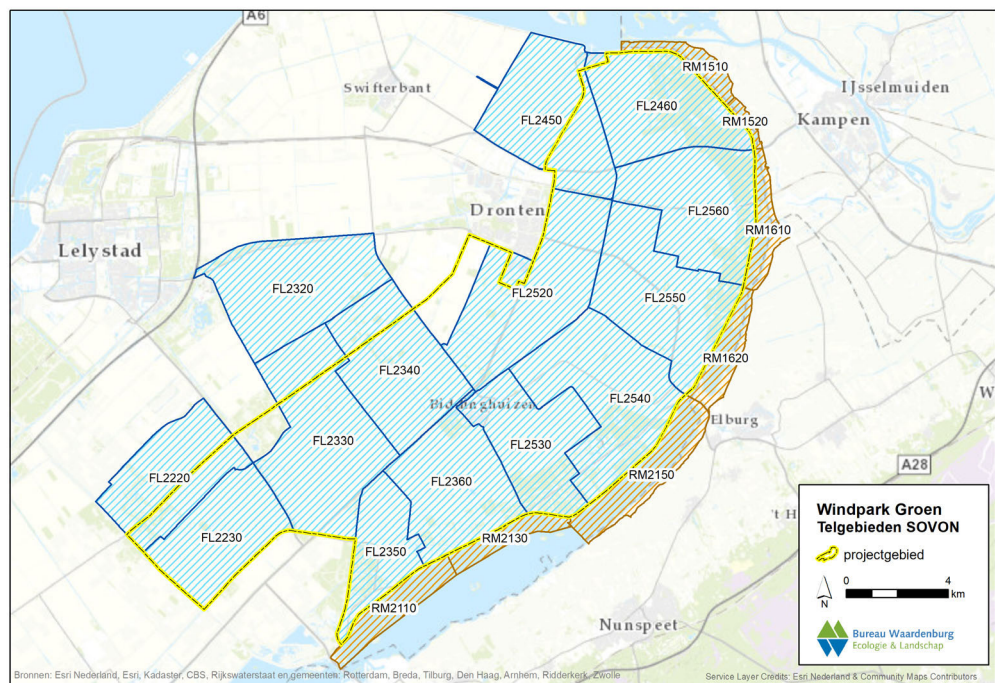 A6
Swifterbant
IJsselmuiden
Kampen
Dronten
Lelystad
RM1510
FL2460
RM1520
FL2450
FL2560
RM1610
FL2320
FL2520
FL2550
RM1620
FL2340
FL2540
Biddinghuizen
Elburg
FL2330
FL2530
A28
FL2220
FL2360
RM2150
't H
W
FL2230
FL2350
RM2130
RM2110
Nunspeet
Windpark Groen
Telgebieden SOVON
projectgebied
0 4
km
N
Bureau Waardenburg
Ecologie & Landschap
Bronnen: Esri Nederland, Esri, Kadaster, CBS, Rijkswaterstaat en gemeenten: Rotterdam, Breda, Tilburg, Den Haag, Arnhem, Ridderkerk, Zwolle
Service Layer Credits: Esri Nederland & Community Maps Contributors